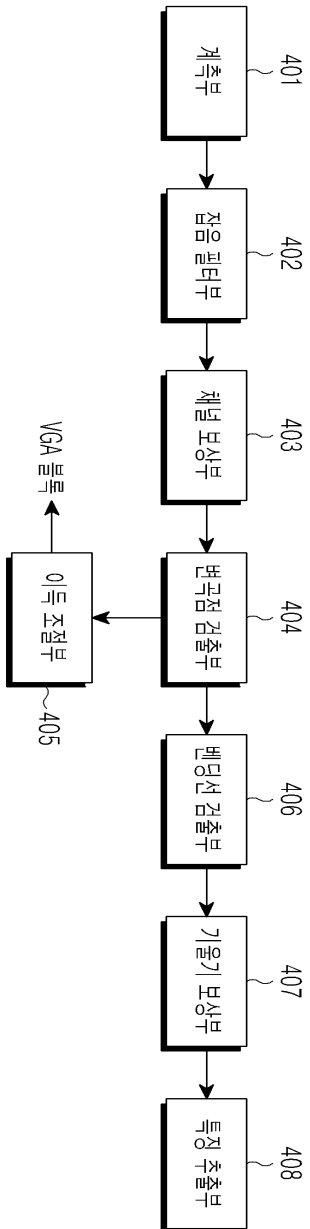 401
계측부
402
잡음 필터부
403
채널 보상부
404
변곡점 검출부
VGA 블록
이득 조절부
405
406
벤딩선 검출부
407
기울기 보상부
408
특징 추출부